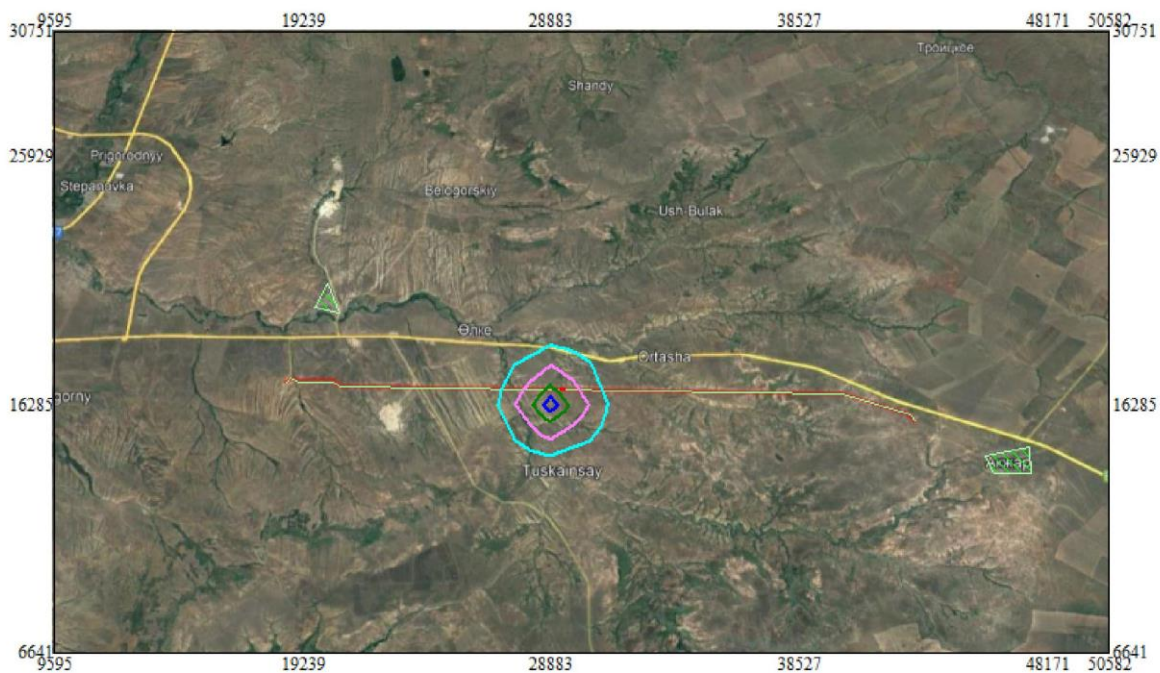 9595 19239 28883 38527 48171 50582
30751 30751
Троицкое
Shandy
25929 Prigorodnyy 25929
Stepanovka
Belogorskiy
Ush-Bulak
Өлке
Ortasha
gorny
16285 16285
Акжар
Tuskainsay
6641 6641
9595 19239 28883 38527 48171 50582